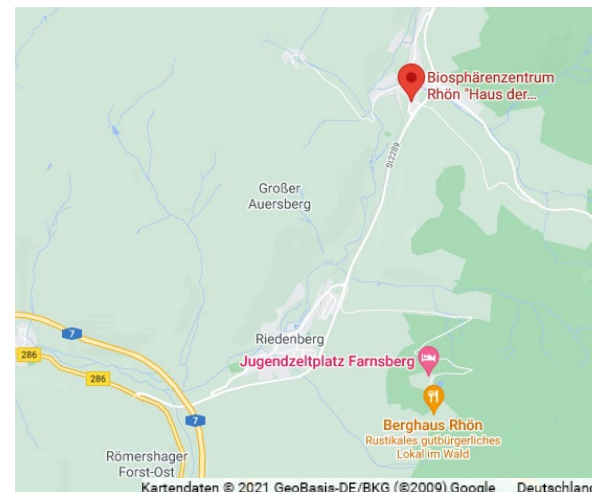 Biosphärenzentrum
Rhön "Haus der...
St2289
Großer
Auersberg
7
Riedenberg
286
Jugendzeltplatz Farnsberg
286
7
Berghaus Rhön
Rustikales gutbürgerliches
Lokal im Wald
Römershager
Forst-Ost
Kartendaten © 2021 GeoBasis-DE/BKG (©2009),Google Deutschland